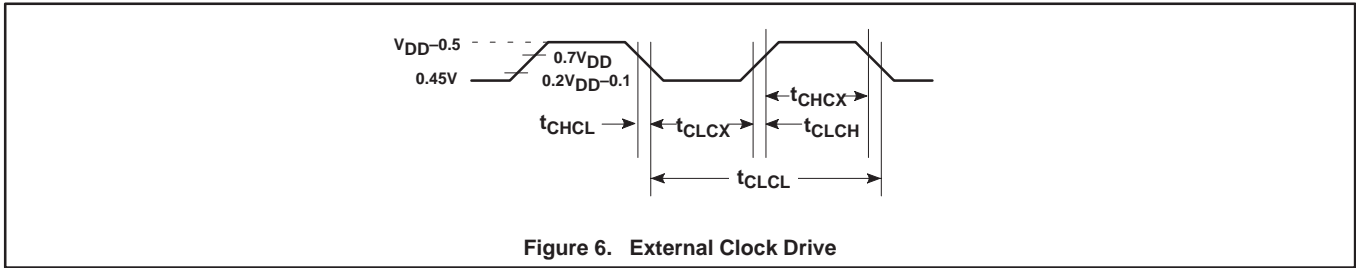 VDD–0.5
0.7VDD
0.45V
0.2VDD–0.1
tCHCX
tCHCL
tCLCX
tCLCH
tCLCL
Figure 6. External Clock Drive